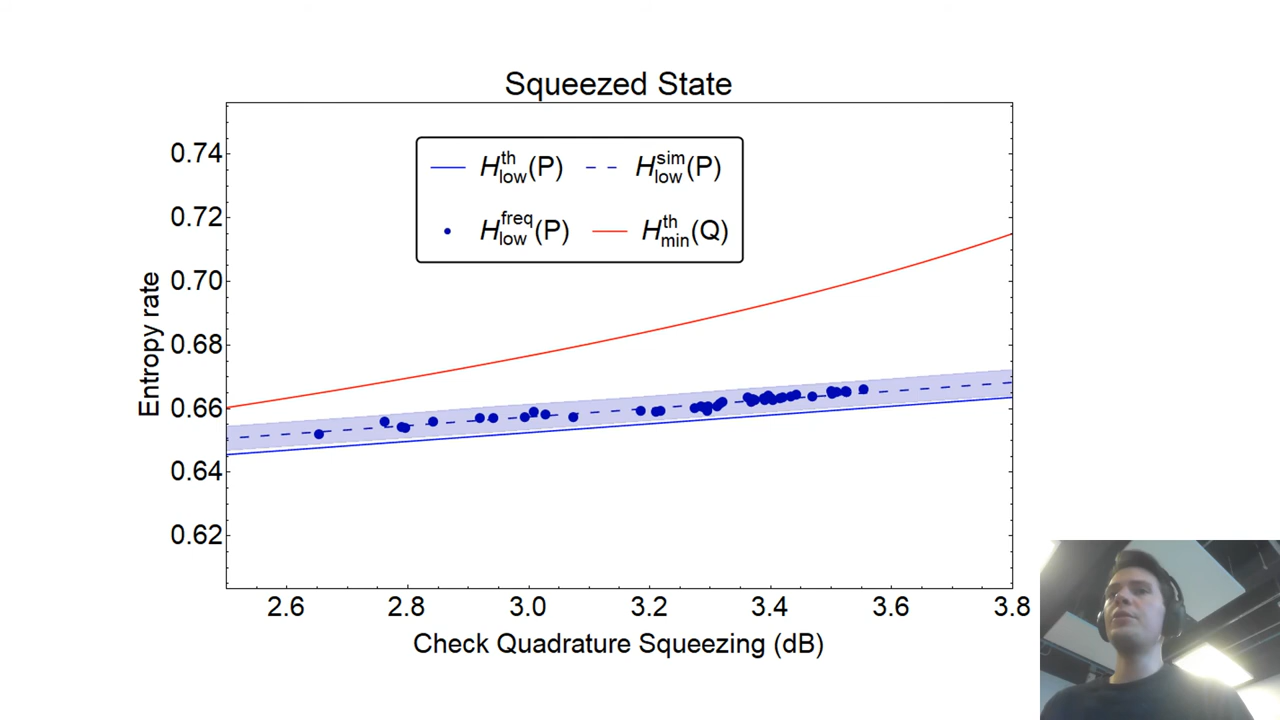 Squeezed State
H^th_low(P) H^sim_low(P)
H^freq_low(P) H^th_min(Q)
Entropy rate
0.74
0.72
0.70
0.68
0.66
0.64
0.62
2.6 2.8 3.0 3.2 3.4 3.6 3.8
Check Quadrature Squeezing (dB)